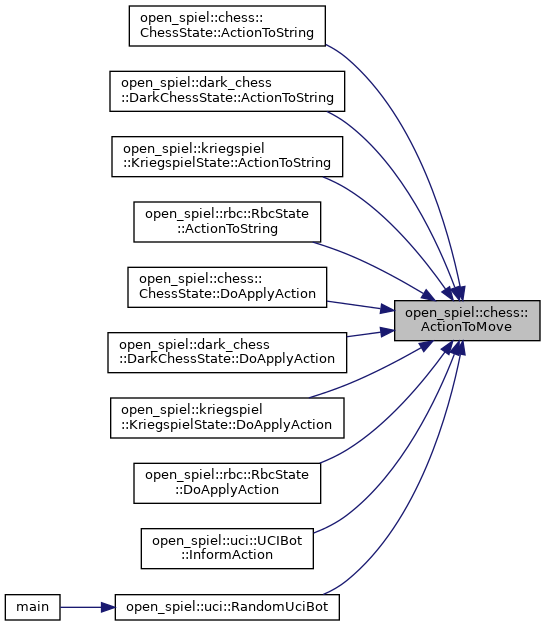 open_spiel::chess::
ChessState::ActionToString
open_spiel::dark_chess
::DarkChessState::ActionToString
open_spiel::kriegspiel
::KriegspielState::ActionToString
open_spiel::rbc::RbcState
::ActionToString
open_spiel::chess::
ChessState::DoApplyAction
open_spiel::chess::
ActionToMove
open_spiel::dark_chess
::DarkChessState::DoApplyAction
open_spiel::kriegspiel
::KriegspielState::DoApplyAction
open_spiel::rbc::RbcState
::DoApplyAction
open_spiel::uci::UCIBot
::InformAction
main
open_spiel::uci::RandomUciBot